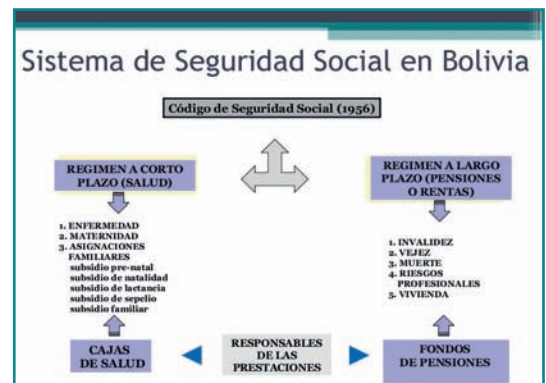 Sistema de Seguridad Social en Bolivia
Código de Seguridad Social (1956)
REGIMEN A CORTO
PLAZO (SALUD)
1. ENFERMEDAD
2. MATERNIDAD
3. ASIGNACIONES
FAMILIARES
subsidio pre-natal
subsidio de natalidad
subsidio de lactancia
subsidio de sepelio
subsidio familiar
CAJAS
DE SALUD
REGIMEN A LARGO
PLAZO (PENSIONES
O RENTAS)
1. INVALIDEZ
2. VEJEZ
3. MUERTE
4. RIESGOS
PROFESIONALES
5. VIVIENDA
RESPONSABLES
DE LAS
PRESTACIONES
FONDOS
DE PENSIONES